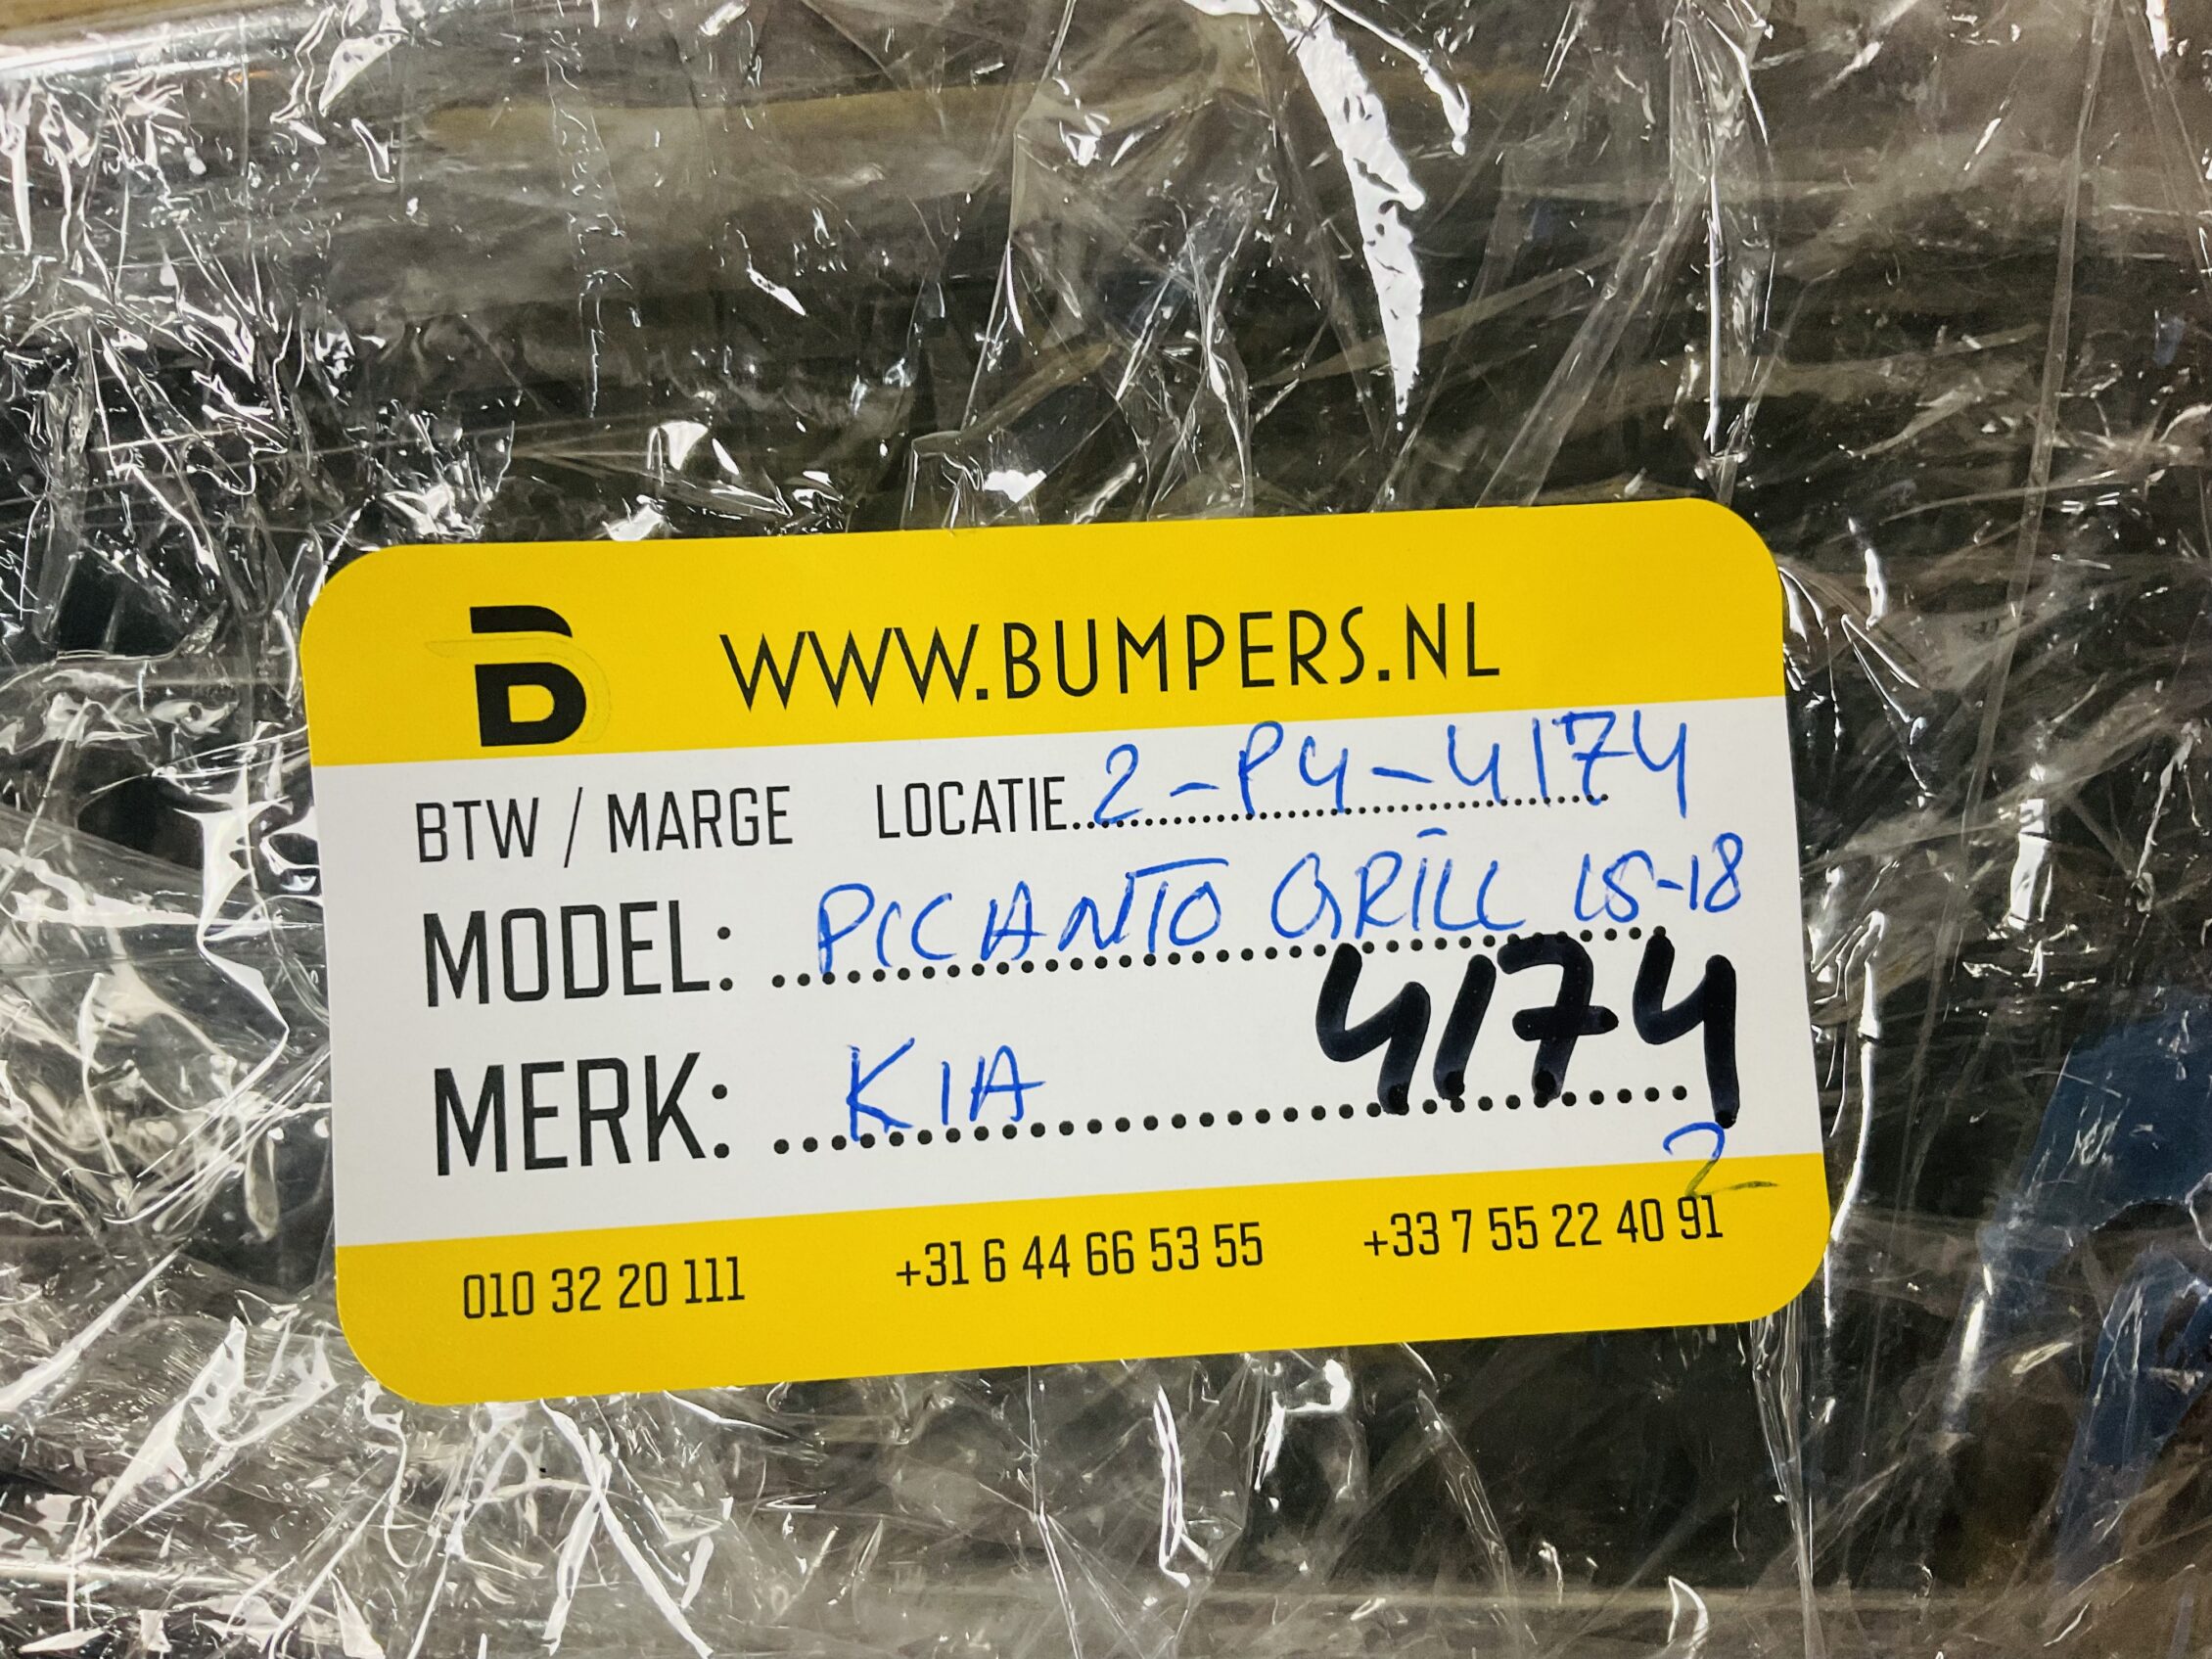 B WWW.BUMPERS.NL
BTW / MARGE LOCATIE 2-P4-4174
MODEL: PICANTO GRILL 15-18
4174
MERK: KIA
2
010 32 20 111 +31 6 44 66 53 55 +33 7 55 22 40 91